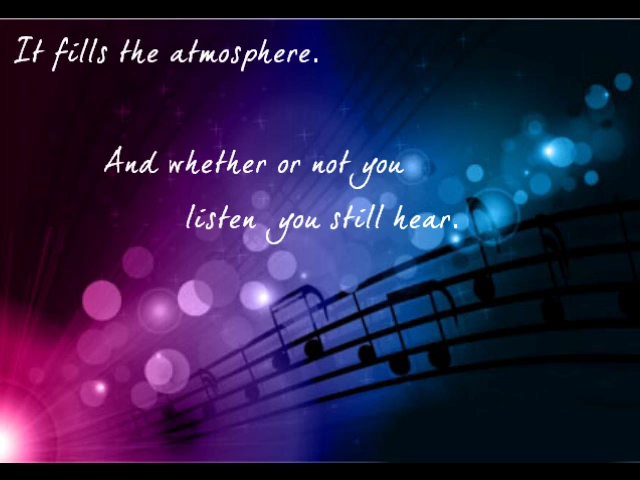 It fills the atmosphere.
And whether or not you
listen you still hear.